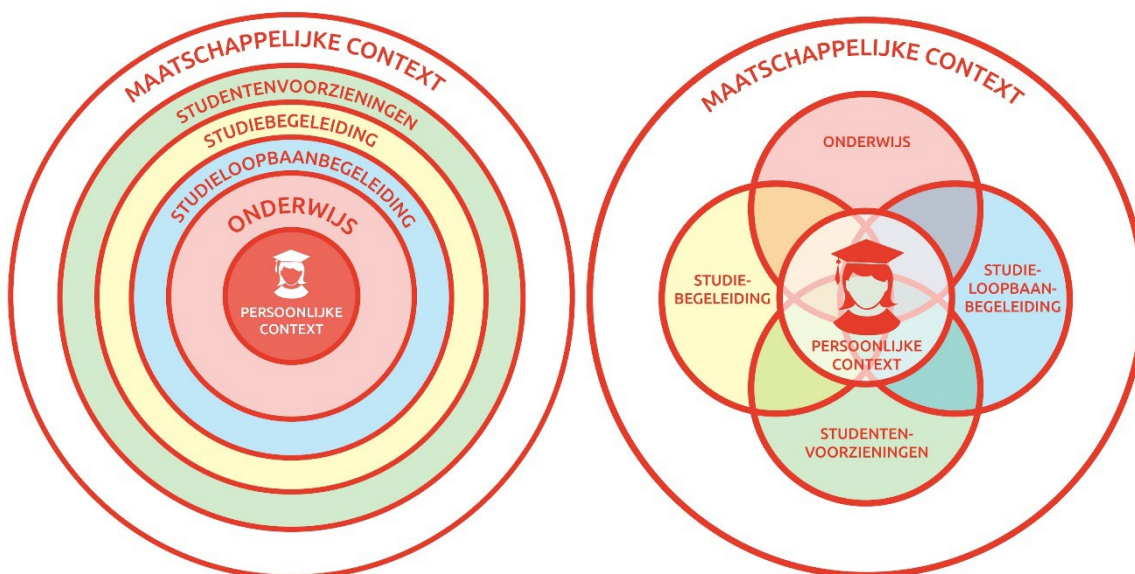 MAATSCHAPPELIJKE CONTEXT
STUDENTENVOORZIENINGEN
STUDIEBEGELEIDING
STUDIELOOPBAANBEGELEIDING
ONDERWIJS
PERSOONLIJKE
CONTEXT
MAATSCHAPPELIJKE CONTEXT
ONDERWIJS
STUDIE-
BEGELEIDING
STUDIE-
LOOPBAAN-
BEGELEIDING
PERSOONLIJKE
CONTEXT
STUDENTEN-
VOORZIENINGEN